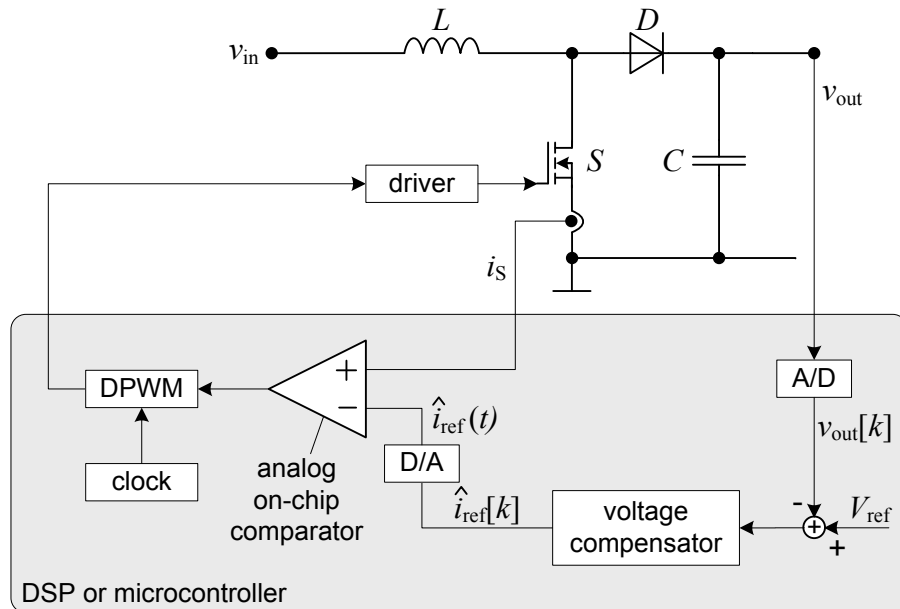 L
D
v_in
v_out
S
C
driver
i_S
+
−
DPWM
A/D
î_ref(t)
v_out[k]
D/A
clock
analog
on-chip
comparator
î_ref[k]
voltage
compensator
-
+
V_ref
+
DSP or microcontroller